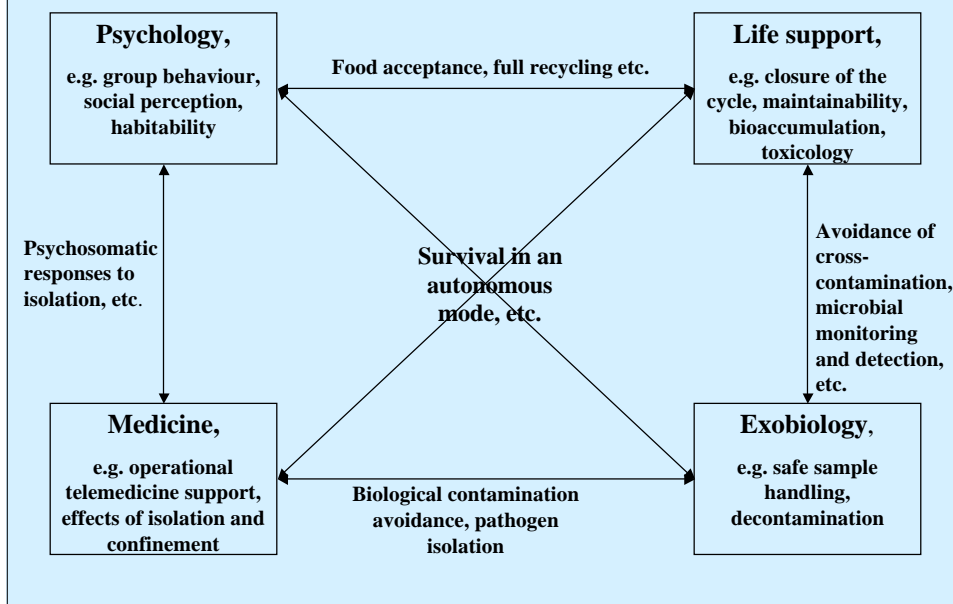 Psychology,
e.g. group behaviour,
social perception,
habitability
Food acceptance, full recycling etc.
Life support,
e.g. closure of the
cycle, maintainability,
bioaccumulation,
toxicology
Psychosomatic
responses to
isolation, etc.
Survival in an
autonomous
mode, etc.
Avoidance of
cross-
contamination,
microbial
monitoring
and detection,
etc.
Medicine,
e.g. operational
telemedicine support,
effects of isolation and
confinement
Biological contamination
avoidance, pathogen
isolation
Exobiology,
e.g. safe sample
handling,
decontamination